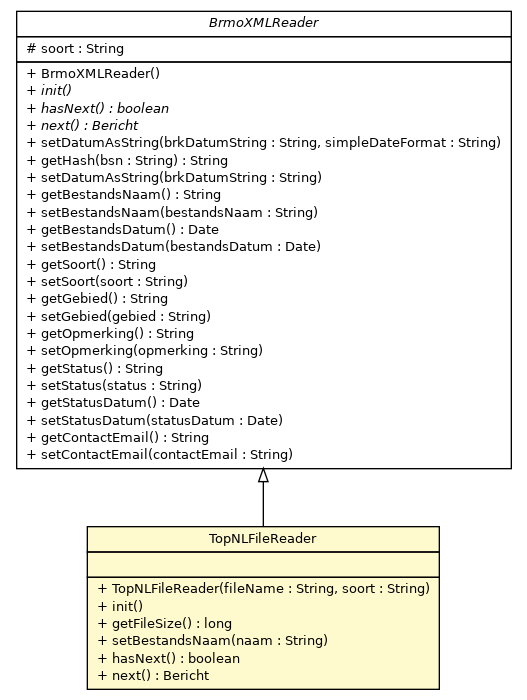 BrmoXMLReader
# soort : String
+ BrmoXMLReader()
+ init()
+ hasNext() : boolean
+ next() : Bericht
+ setDatumAsString(brkDatumString : String, simpleDateFormat : String)
+ getHash(bsn : String) : String
+ setDatumAsString(brkDatumString : String)
+ getBestandsNaam() : String
+ setBestandsNaam(bestandsNaam : String)
+ getBestandsDatum() : Date
+ setBestandsDatum(bestandsDatum : Date)
+ getSoort() : String
+ setSoort(soort : String)
+ getGebied() : String
+ setGebied(gebied : String)
+ getOpmerking() : String
+ setOpmerking(opmerking : String)
+ getStatus() : String
+ setStatus(status : String)
+ getStatusDatum() : Date
+ setStatusDatum(statusDatum : Date)
+ getContactEmail() : String
+ setContactEmail(contactEmail : String)
TopNLFileReader
+ TopNLFileReader(fileName : String, soort : String)
+ init()
+ getFileSize() : long
+ setBestandsNaam(naam : String)
+ hasNext() : boolean
+ next() : Bericht